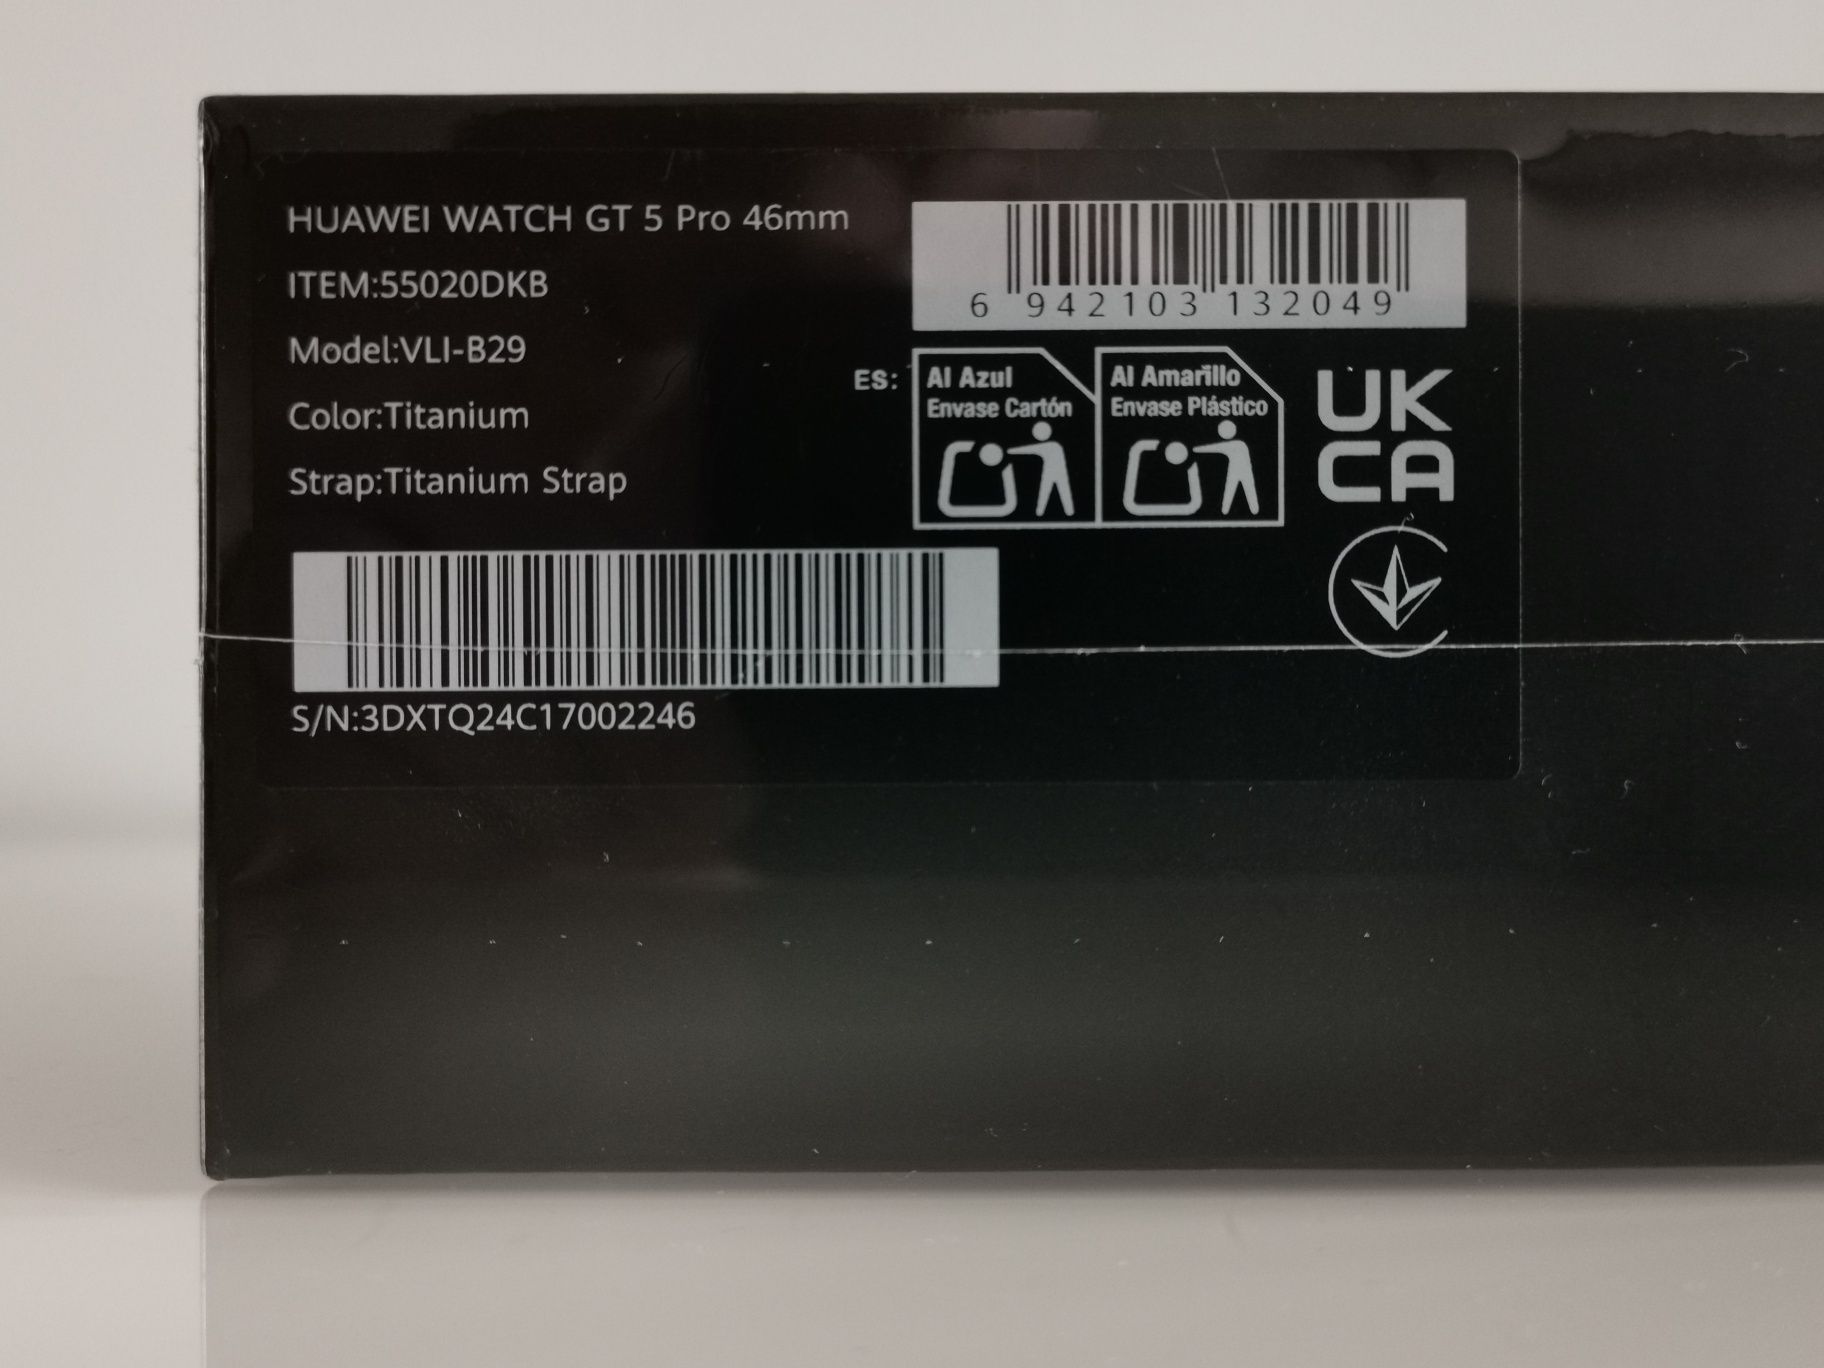 HUAWEI WATCH GT 5 Pro 46mm
ITEM:55020DKB
Model:VLI-B29
Color:Titanium
Strap:Titanium Strap
S/N:3DXTQ24C17002246
6 942103 132049
ES:
Al Azul
Envase Cartón
Al Amarillo
Envase Plástico
UK
CA